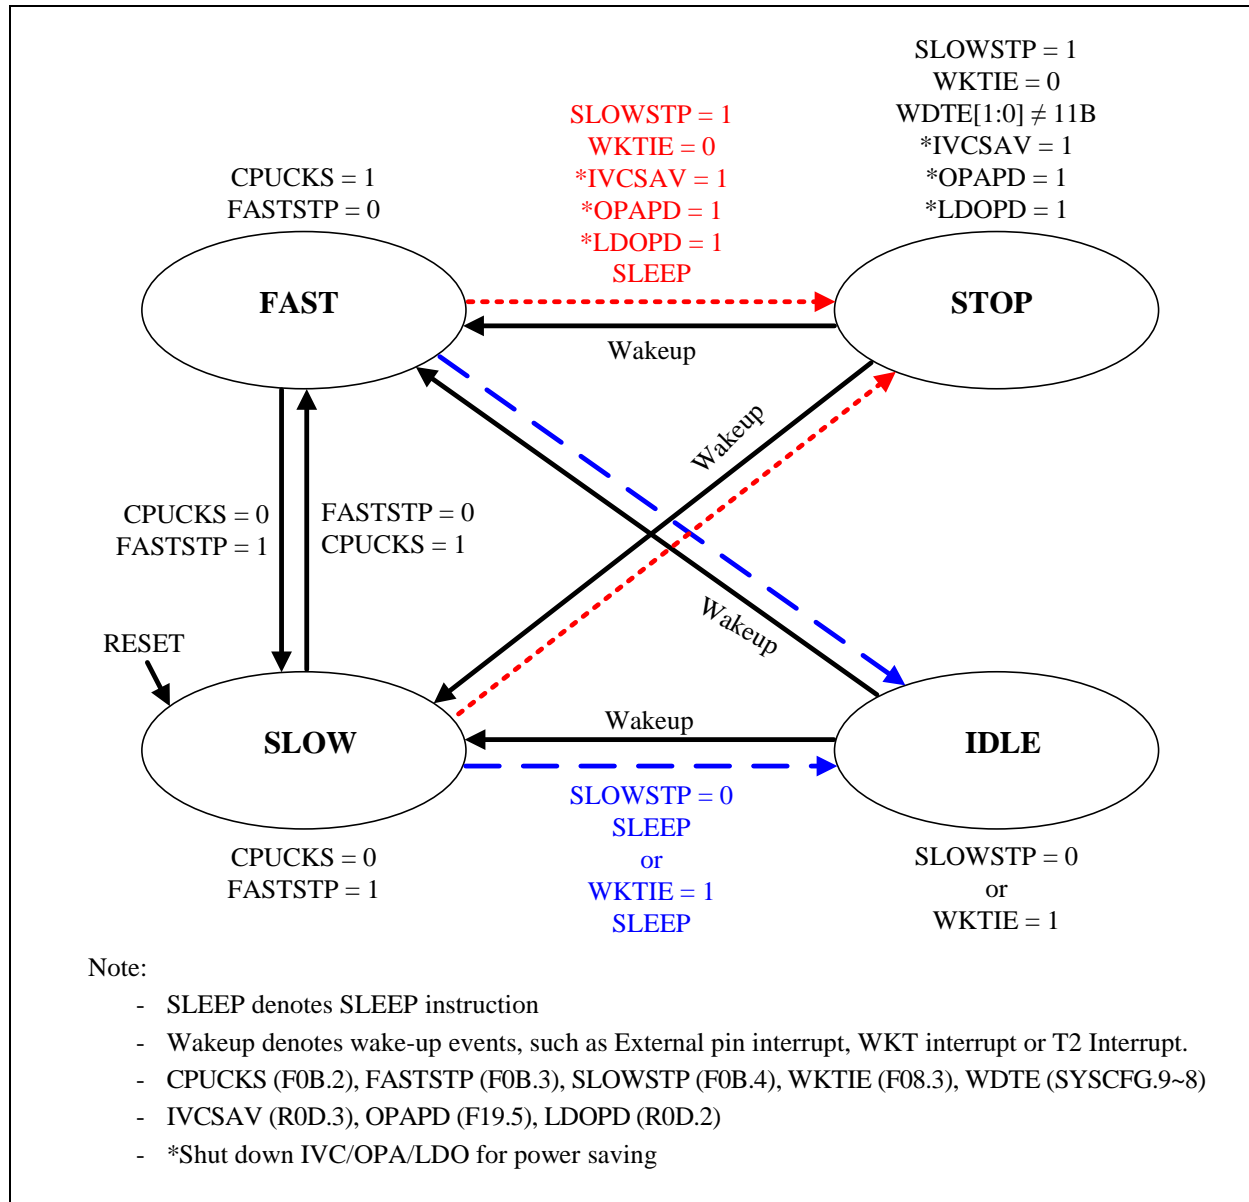 SLOWSTP = 1
WKTIE = 0
WDTE[1:0] ≠ 11B
*IVCSAV = 1
*OPAPD = 1
*LDOPD = 1
SLOWSTP = 1
WKTIE = 0
*IVCSAV = 1
*OPAPD = 1
*LDOPD = 1
SLEEP
CPUCKS = 1
FASTSTP = 0
FAST
STOP
Wakeup
Wakeup
CPUCKS = 0
FASTSTP = 1
FASTSTP = 0
CPUCKS = 1
Wakeup
RESET
SLOW
Wakeup
IDLE
SLOWSTP = 0
SLEEP
or
WKTIE = 1
SLEEP
CPUCKS = 0
FASTSTP = 1
SLOWSTP = 0
or
WKTIE = 1
Note:
- SLEEP denotes SLEEP instruction
- Wakeup denotes wake-up events, such as External pin interrupt, WKT interrupt or T2 Interrupt.
- CPUCKS (F0B.2), FASTSTP (F0B.3), SLOWSTP (F0B.4), WKTIE (F08.3), WDTE (SYSCFG.9~8)
- IVCSAV (R0D.3), OPAPD (F19.5), LDOPD (R0D.2)
- *Shut down IVC/OPA/LDO for power saving